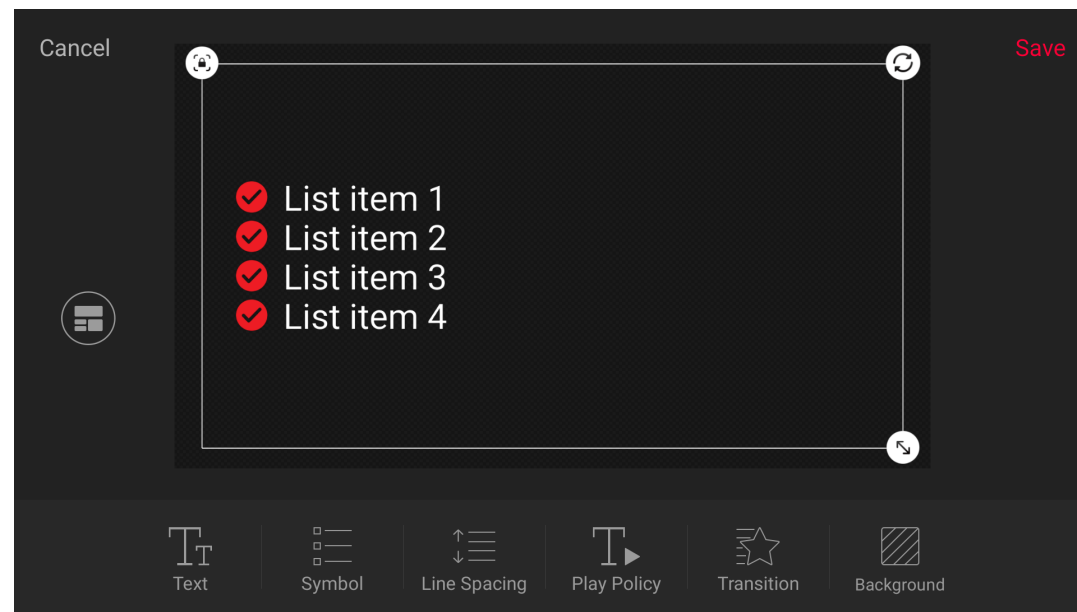 Cancel
Save
List item 1
List item 2
List item 3
List item 4
Text
Symbol
Line Spacing
Play Policy
Transition
Background